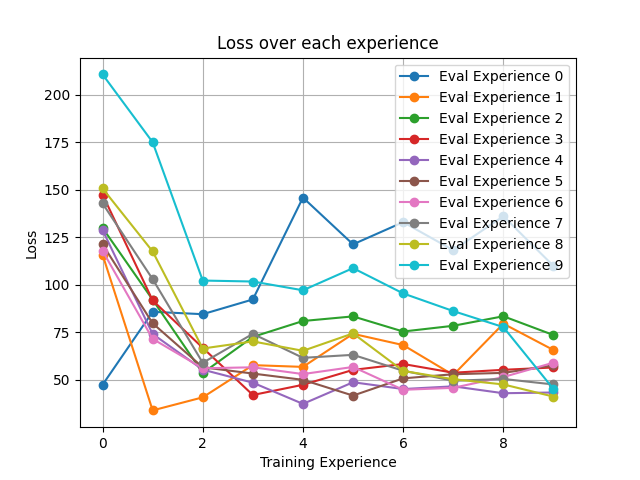 Loss over each experience
Loss
200
175
150
125
100
75
50
0
2
4
6
8
Training Experience
Eval Experience 0
Eval Experience 1
Eval Experience 2
Eval Experience 3
Eval Experience 4
Eval Experience 5
Eval Experience 6
Eval Experience 7
Eval Experience 8
Eval Experience 9